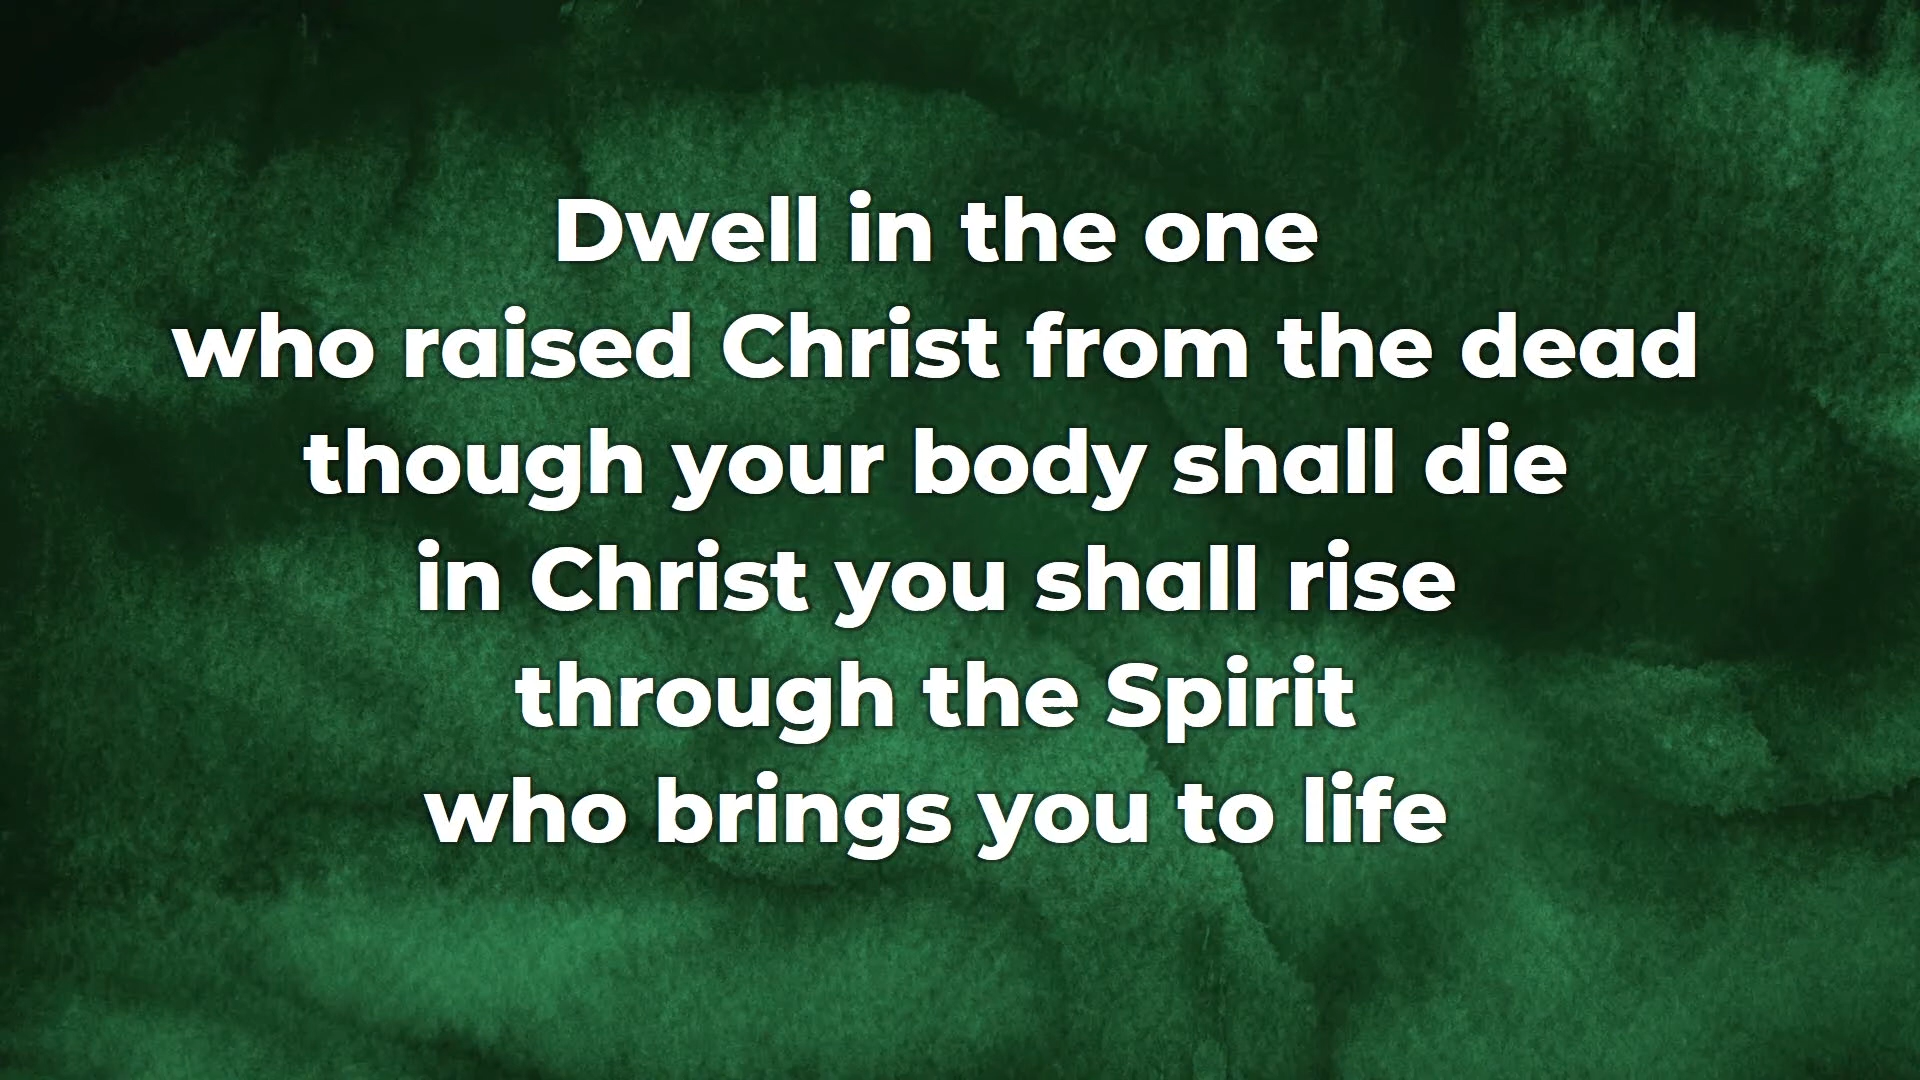 Dwell in the one
who raised Christ from the dead
though your body shall die
in Christ you shall rise
through the Spirit
who brings you to life